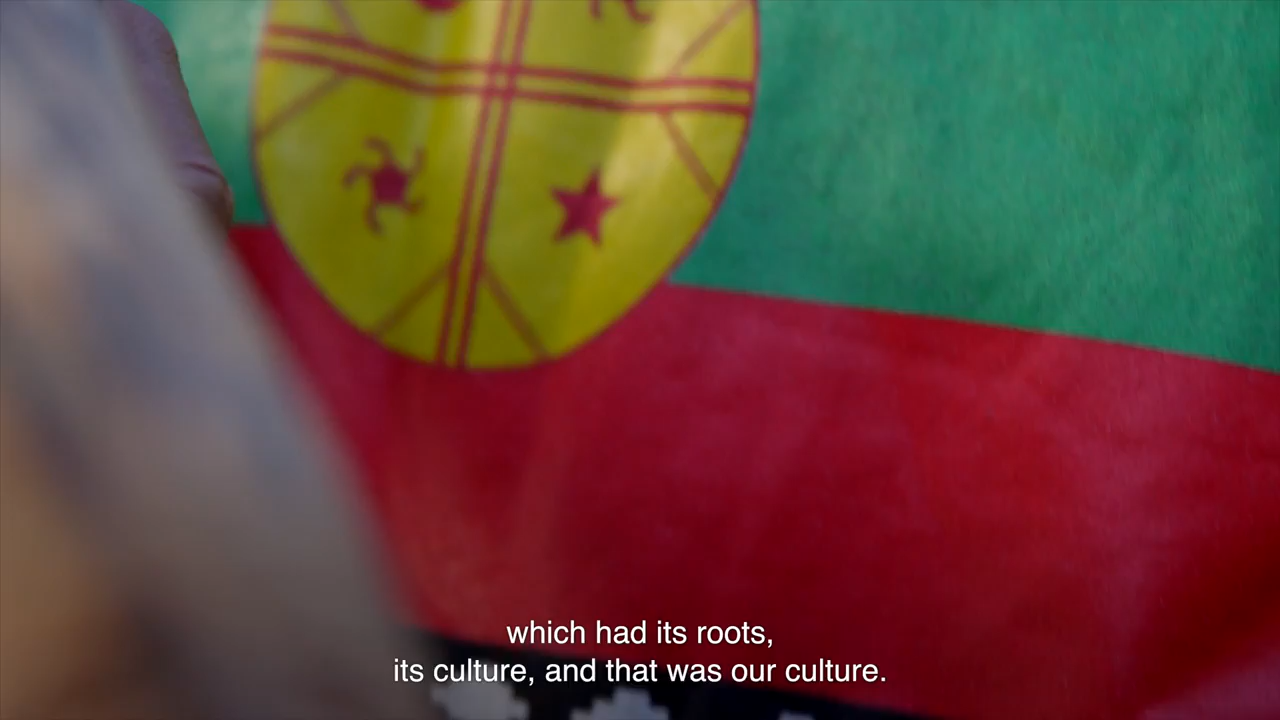 which had its roots,
its culture, and that was our culture.